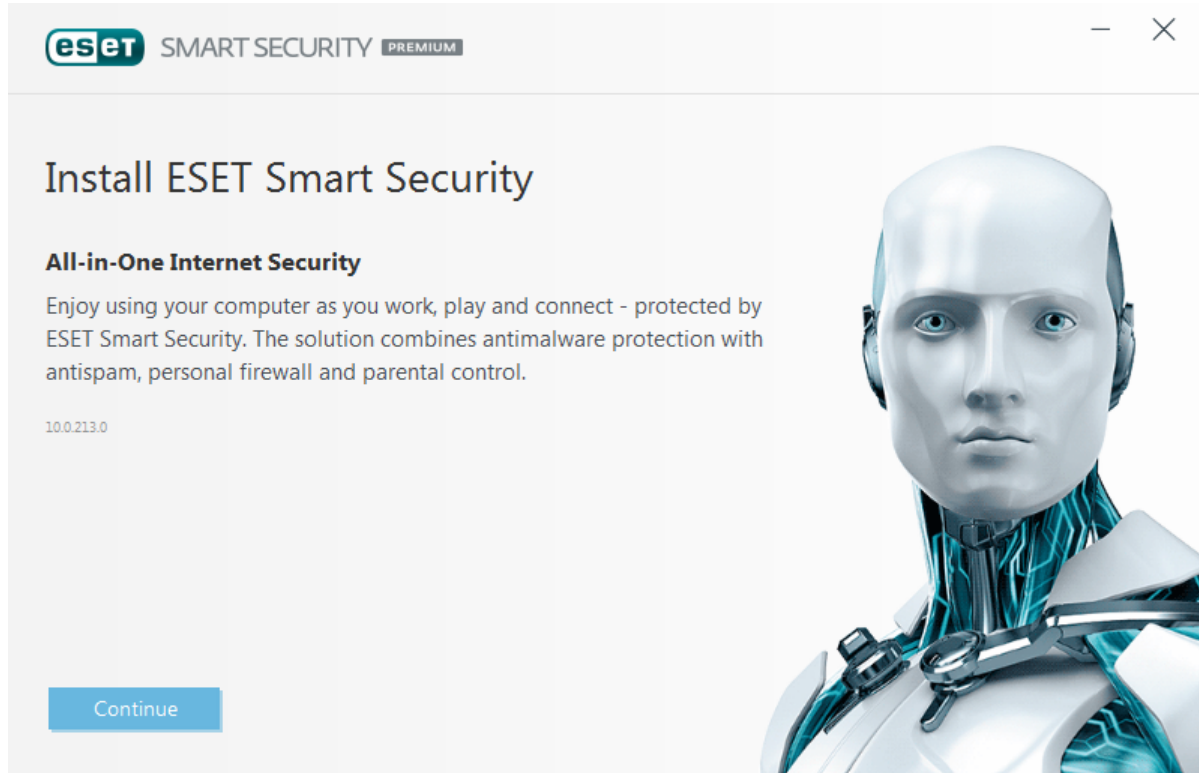 eset SMART SECURITY PREMIUM
Install ESET Smart Security
All-in-One Internet Security
Enjoy using your computer as you work, play and connect - protected by
ESET Smart Security. The solution combines antimalware protection with
antispam, personal firewall and parental control.
10.0.213.0
Continue